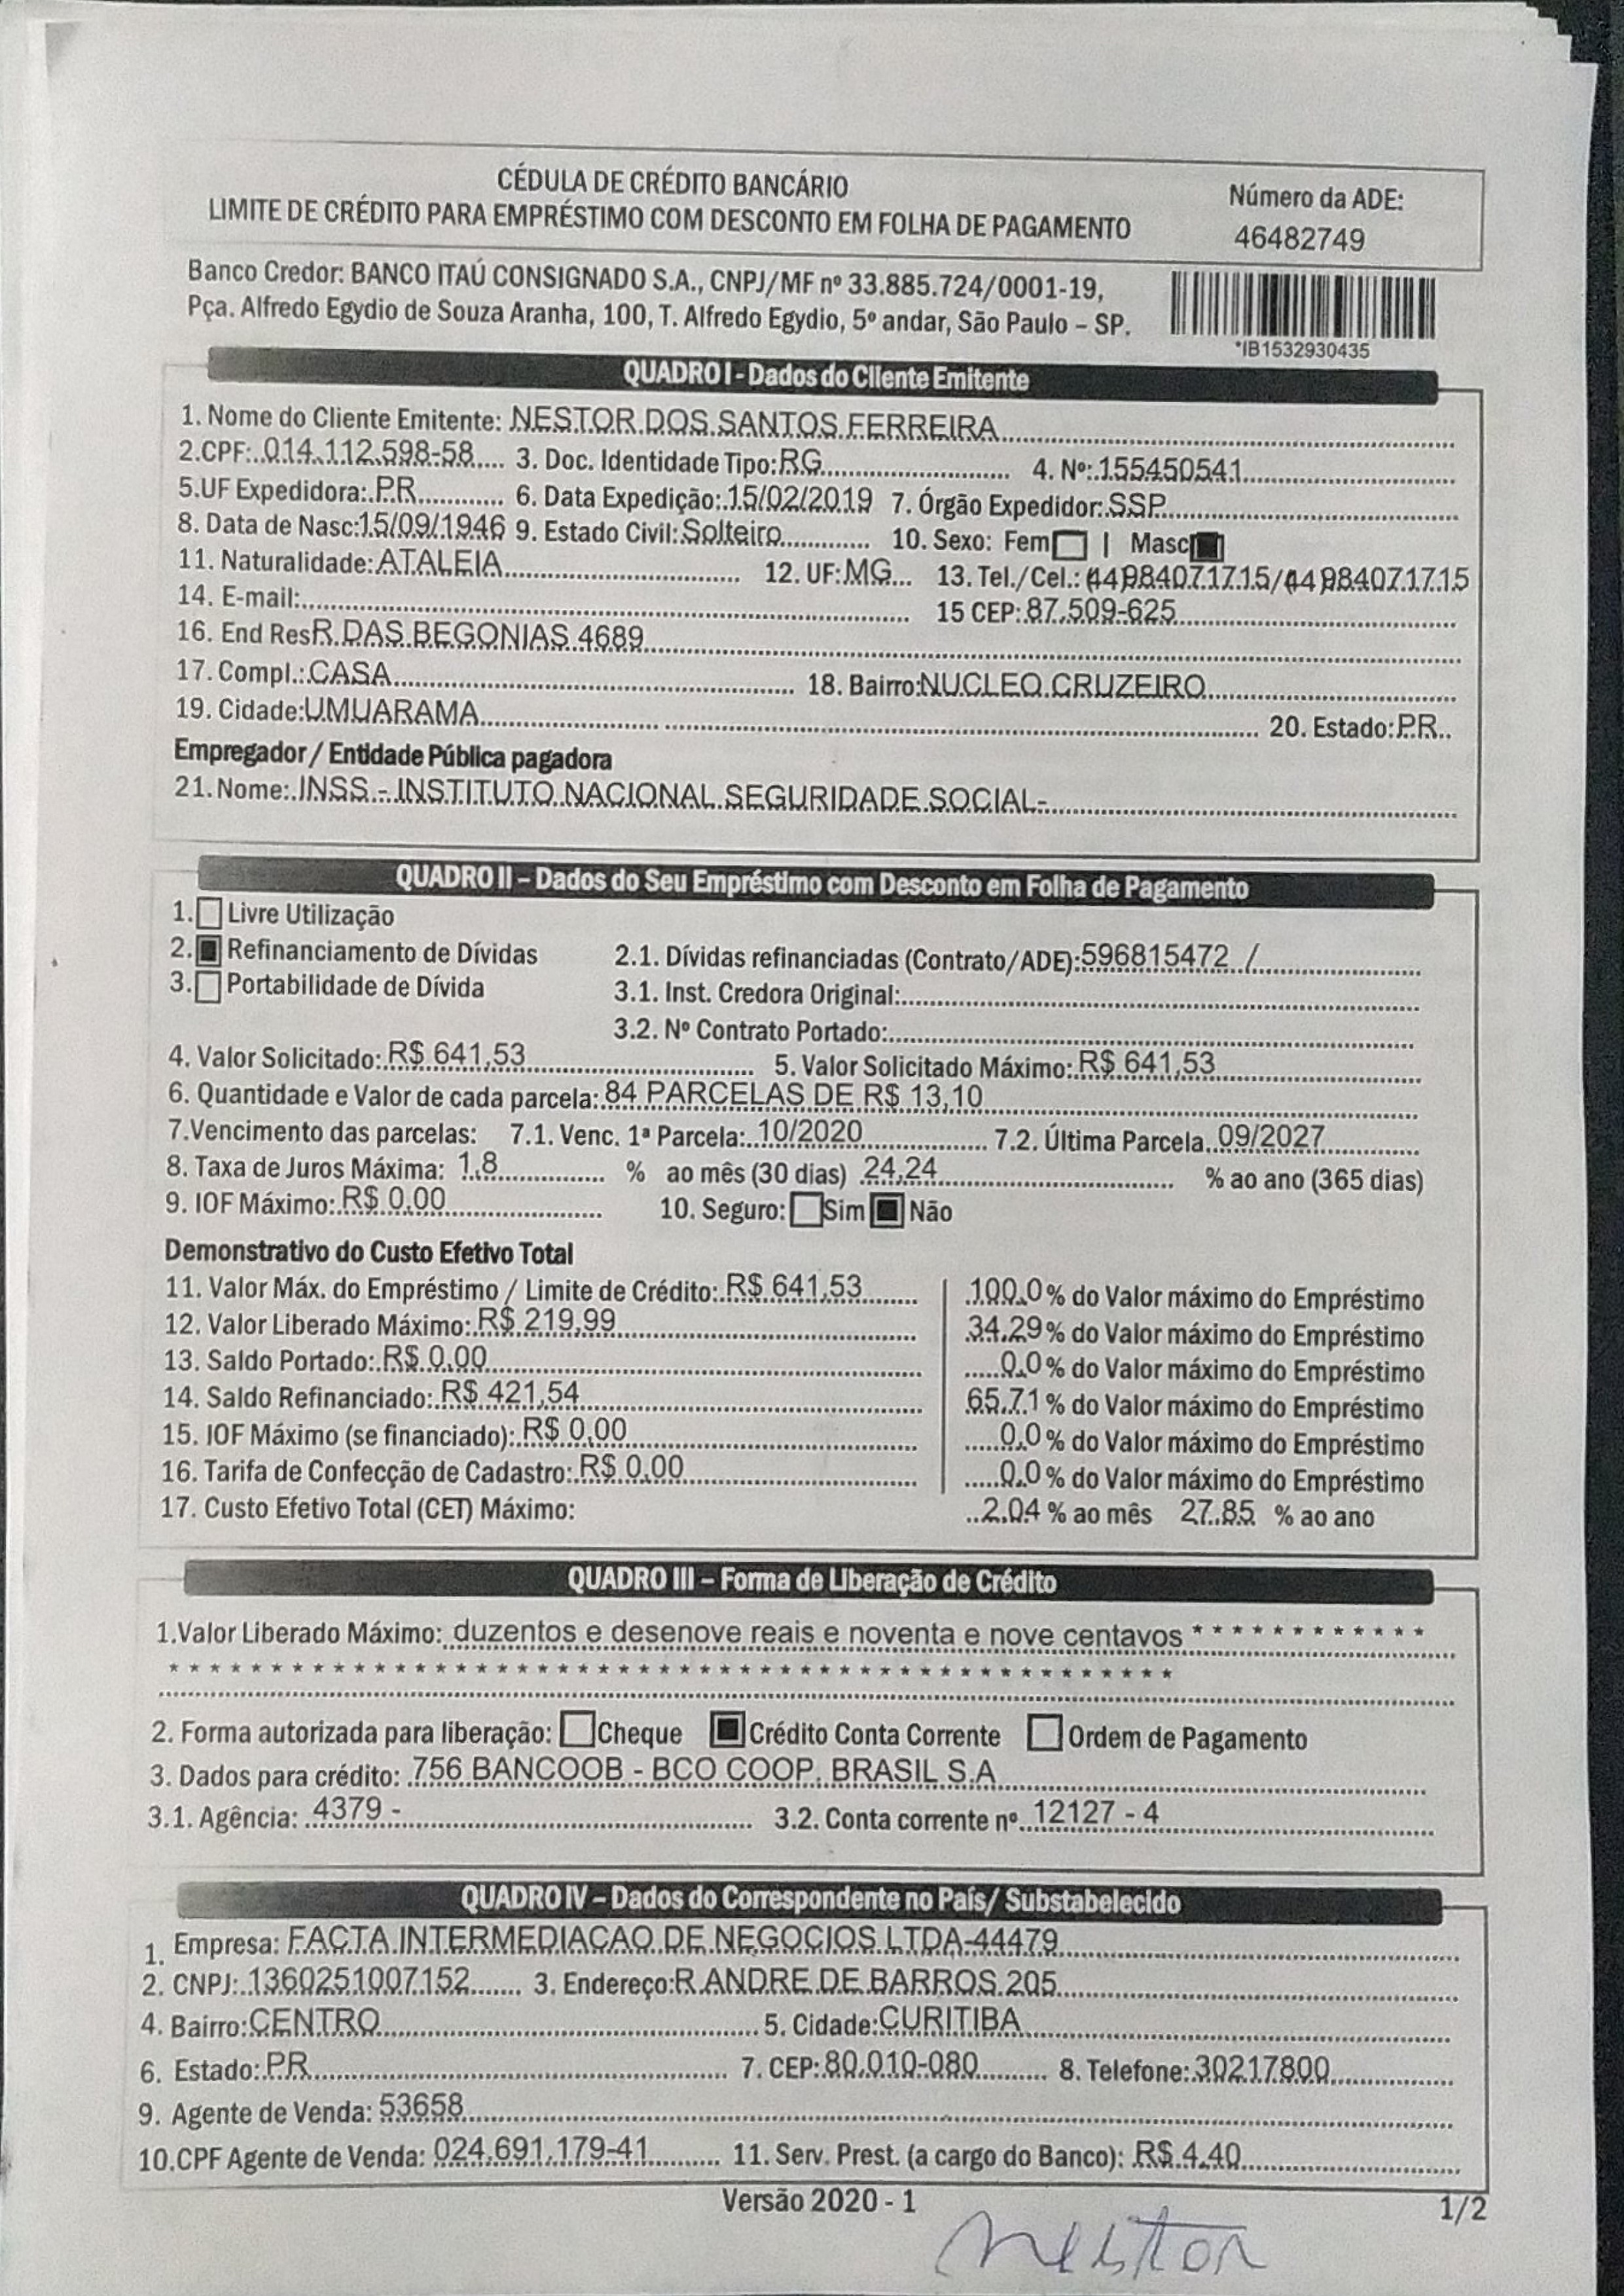 CÉDULA DE CRÉDITO BANCÁRIO
LIMITE DE CRÉDITO PARA EMPRÉSTIMO COM DESCONTO EM FOLHA DE PAGAMENTO
Número da ADE:
46482749
Banco Credor: BANCO ITAÚ CONSIGNADO S.A., CNPJ/MF nº 33.885.724/0001-19,
Pça. Alfredo Egydio de Souza Aranha, 100, T. Alfredo Egydio, 5º andar, São Paulo – SP.
*IB1532930435
QUADRO I - Dados do Cliente Emitente
1. Nome do Cliente Emitente: NESTOR DOS SANTOS FERREIRA
2.CPF: 014.112.598-58 3. Doc. Identidade Tipo: RG 4. Nº: 155450541
5.UF Expedidora: PR 6. Data Expedição: 15/02/2019 7. Órgão Expedidor: SSP
8. Data de Nasc: 15/09/1946 9. Estado Civil: Solteiro 10. Sexo: Fem | Masc
11. Naturalidade: ATALEIA 12. UF: MG 13. Tel./Cel.: (44)984071715/(44)984071715
14. E-mail: 15 CEP: 87.509-625
16. End Res R.DAS BEGONIAS 4689
17. Compl.: CASA 18. Bairro: NUCLEO CRUZEIRO
19. Cidade: UMUARAMA 20. Estado: PR
Empregador / Entidade Pública pagadora
21. Nome: INSS - INSTITUTO NACIONAL SEGURIDADE SOCIAL-
QUADRO II – Dados do Seu Empréstimo com Desconto em Folha de Pagamento
1. Livre Utilização
2. Refinanciamento de Dívidas 2.1. Dívidas refinanciadas (Contrato/ADE): 596815472 /
3. Portabilidade de Dívida 3.1. Inst. Credora Original:
3.2. Nº Contrato Portado:
4. Valor Solicitado: R$ 641,53 5. Valor Solicitado Máximo: R$ 641,53
6. Quantidade e Valor de cada parcela: 84 PARCELAS DE R$ 13,10
7.Vencimento das parcelas: 7.1. Venc. 1ª Parcela: 10/2020 7.2. Última Parcela 09/2027
8. Taxa de Juros Máxima: 1,8 % ao mês (30 dias) 24,24 % ao ano (365 dias)
9. IOF Máximo: R$ 0,00 10. Seguro: Sim Não
Demonstrativo do Custo Efetivo Total
11. Valor Máx. do Empréstimo / Limite de Crédito: R$ 641,53 100,0 % do Valor máximo do Empréstimo
12. Valor Liberado Máximo: R$ 219,99 34,29 % do Valor máximo do Empréstimo
13. Saldo Portado: R$ 0,00 0,0 % do Valor máximo do Empréstimo
14. Saldo Refinanciado: R$ 421,54 65,71 % do Valor máximo do Empréstimo
15. IOF Máximo (se financiado): R$ 0,00 0,0 % do Valor máximo do Empréstimo
16. Tarifa de Confecção de Cadastro: R$ 0,00 0,0 % do Valor máximo do Empréstimo
17. Custo Efetivo Total (CET) Máximo: 2,04 % ao mês 27,85 % ao ano
QUADRO III – Forma de Liberação de Crédito
1.Valor Liberado Máximo: duzentos e desenove reais e noventa e nove centavos * * * * * * * * * * * *
* * * * * * * * * * * * * * * * * * * * * * * * * * * * * * * * * * * * * * * * * * * * * * * * * * *
2. Forma autorizada para liberação: Cheque Crédito Conta Corrente Ordem de Pagamento
3. Dados para crédito: 756 BANCOOB - BCO COOP. BRASIL S.A
3.1. Agência: 4379 - 3.2. Conta corrente nº 12127 - 4
QUADRO IV – Dados do Correspondente no País/ Substabelecido
1. Empresa: FACTA INTERMEDIACAO DE NEGOCIOS LTDA-44479
2. CNPJ: 1360251007152 3. Endereço: R.ANDRE DE BARROS 205
4. Bairro: CENTRO 5. Cidade: CURITIBA
6. Estado: PR 7. CEP: 80.010-080 8. Telefone: 30217800
9. Agente de Venda: 53658
10.CPF Agente de Venda: 024.691.179-41 11. Serv. Prest. (a cargo do Banco): R$ 4,40
Versão 2020 - 1
1/2
Nestor